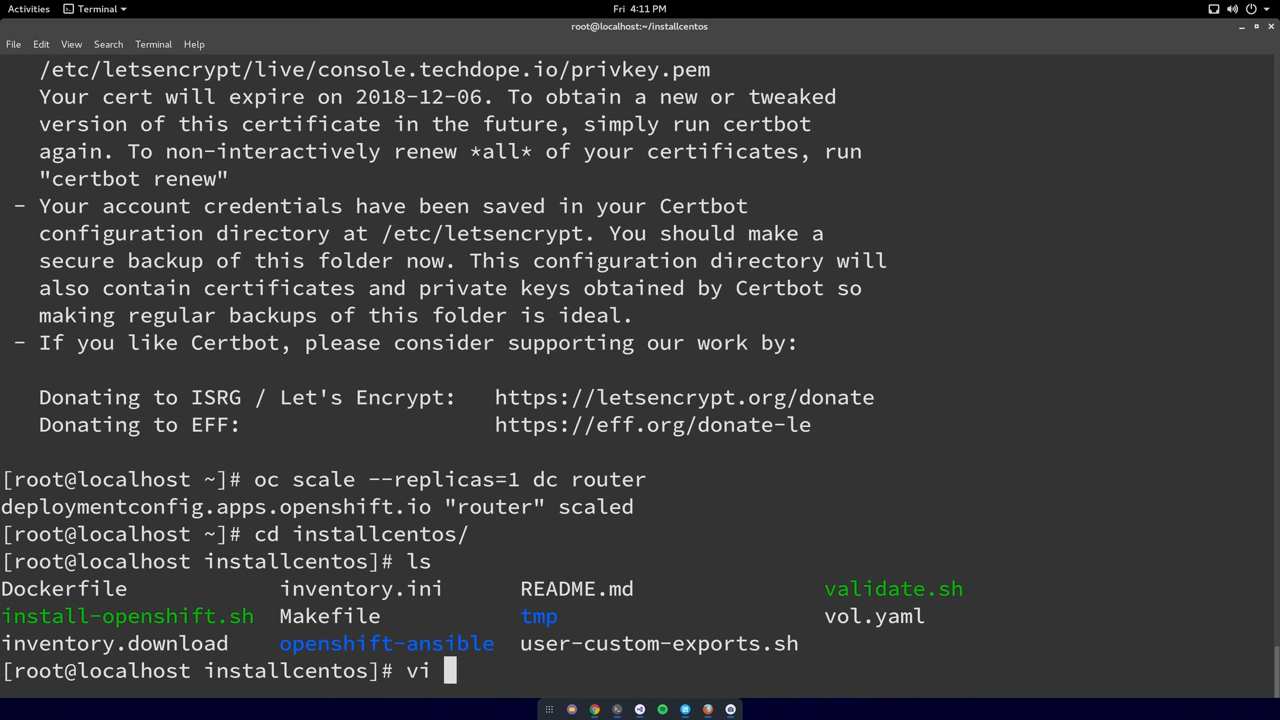 Activities Terminal Fri 4:11 PM
root@localhost:~/installcentos
File Edit View Search Terminal Help
/etc/letsencrypt/live/console.techdope.io/privkey.pem
Your cert will expire on 2018-12-06. To obtain a new or tweaked
version of this certificate in the future, simply run certbot
again. To non-interactively renew *all* of your certificates, run
"certbot renew"
- Your account credentials have been saved in your Certbot
configuration directory at /etc/letsencrypt. You should make a
secure backup of this folder now. This configuration directory will
also contain certificates and private keys obtained by Certbot so
making regular backups of this folder is ideal.
- If you like Certbot, please consider supporting our work by:
Donating to ISRG / Let's Encrypt: https://letsencrypt.org/donate
Donating to EFF: https://eff.org/donate-le
[root@localhost ~]# oc scale --replicas=1 dc router
deploymentconfig.apps.openshift.io "router" scaled
[root@localhost ~]# cd installcentos/
[root@localhost installcentos]# ls
Dockerfile inventory.ini README.md validate.sh
install-openshift.sh Makefile tmp vol.yaml
inventory.download openshift-ansible user-custom-exports.sh
[root@localhost installcentos]# vi